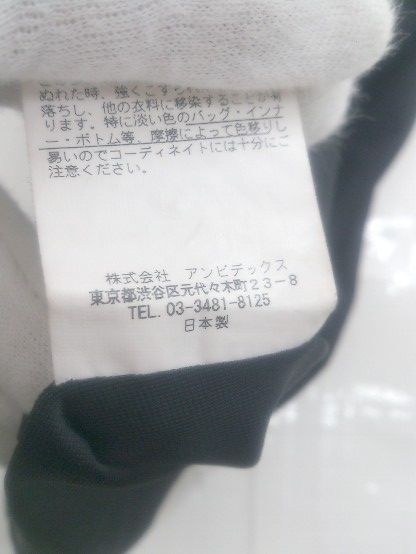 ぬれた時、強くこすられ
落ちし、他の衣料に移染することが有
ります。特に淡い色のバッグ・インナ
ー・ボトム等、摩擦によって色移りし
易いのでコーディネイトには十分にご
注意ください。
株式会社 アンビデックス
東京都渋谷区元代々木町23-8
TEL. 03-3481-8125
日本製